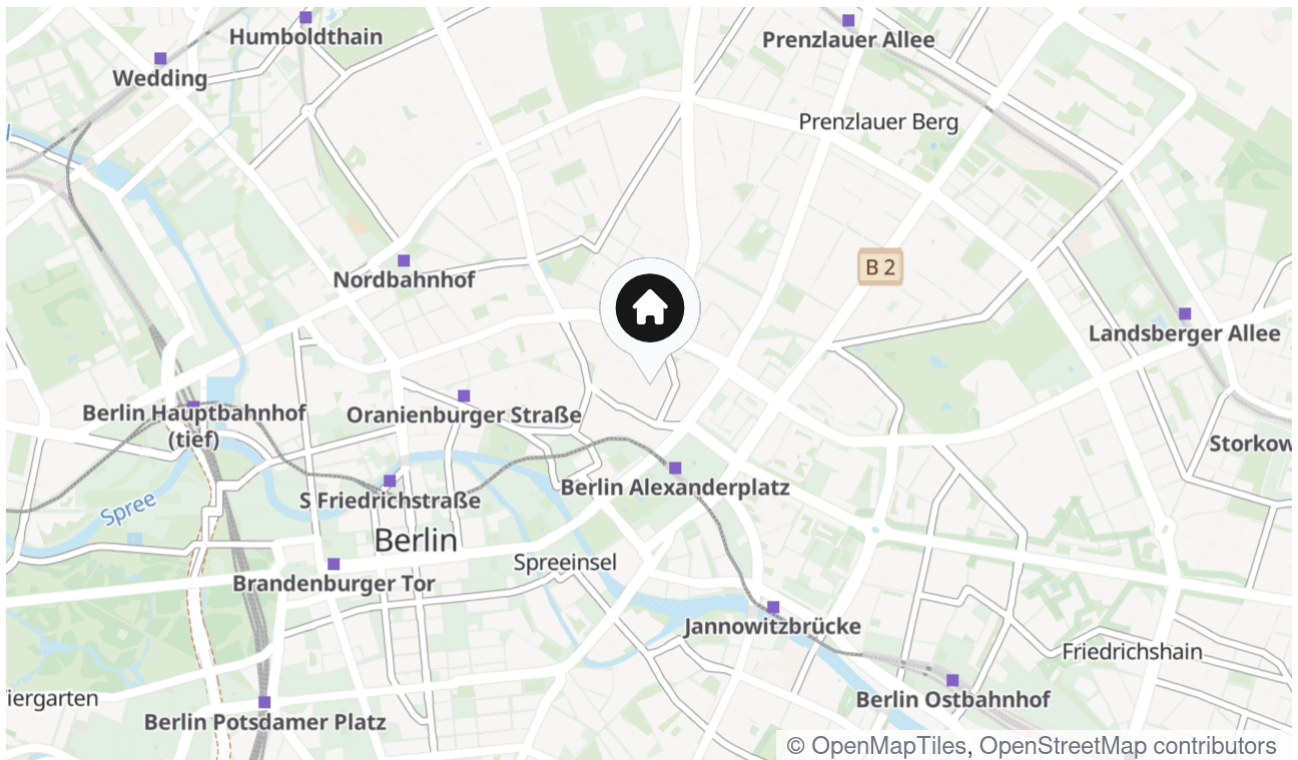 Humboldthain
Prenzlauer Allee
Wedding
Prenzlauer Berg
B 2
Nordbahnhof
Landsberger Allee
Berlin Hauptbahnhof
(tief)
Oranienburger Straße
Storkow
Berlin Alexanderplatz
S Friedrichstraße
Spree
Berlin
Spreeinsel
Brandenburger Tor
Jannowitzbrücke
Friedrichshain
iergarten
Berlin Ostbahnhof
Berlin Potsdamer Platz
© OpenMapTiles, OpenStreetMap contributors